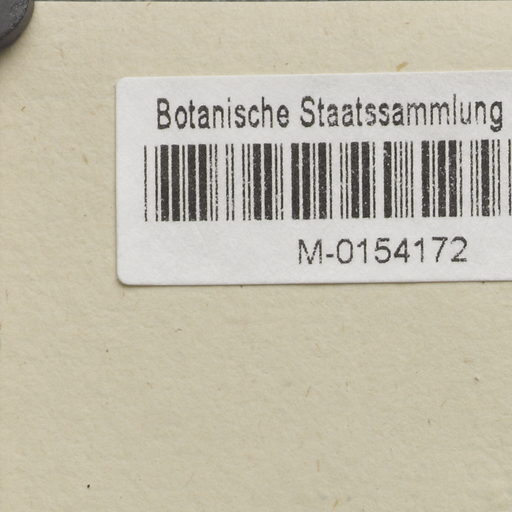 Botanische Staatssammlung
M-0154172